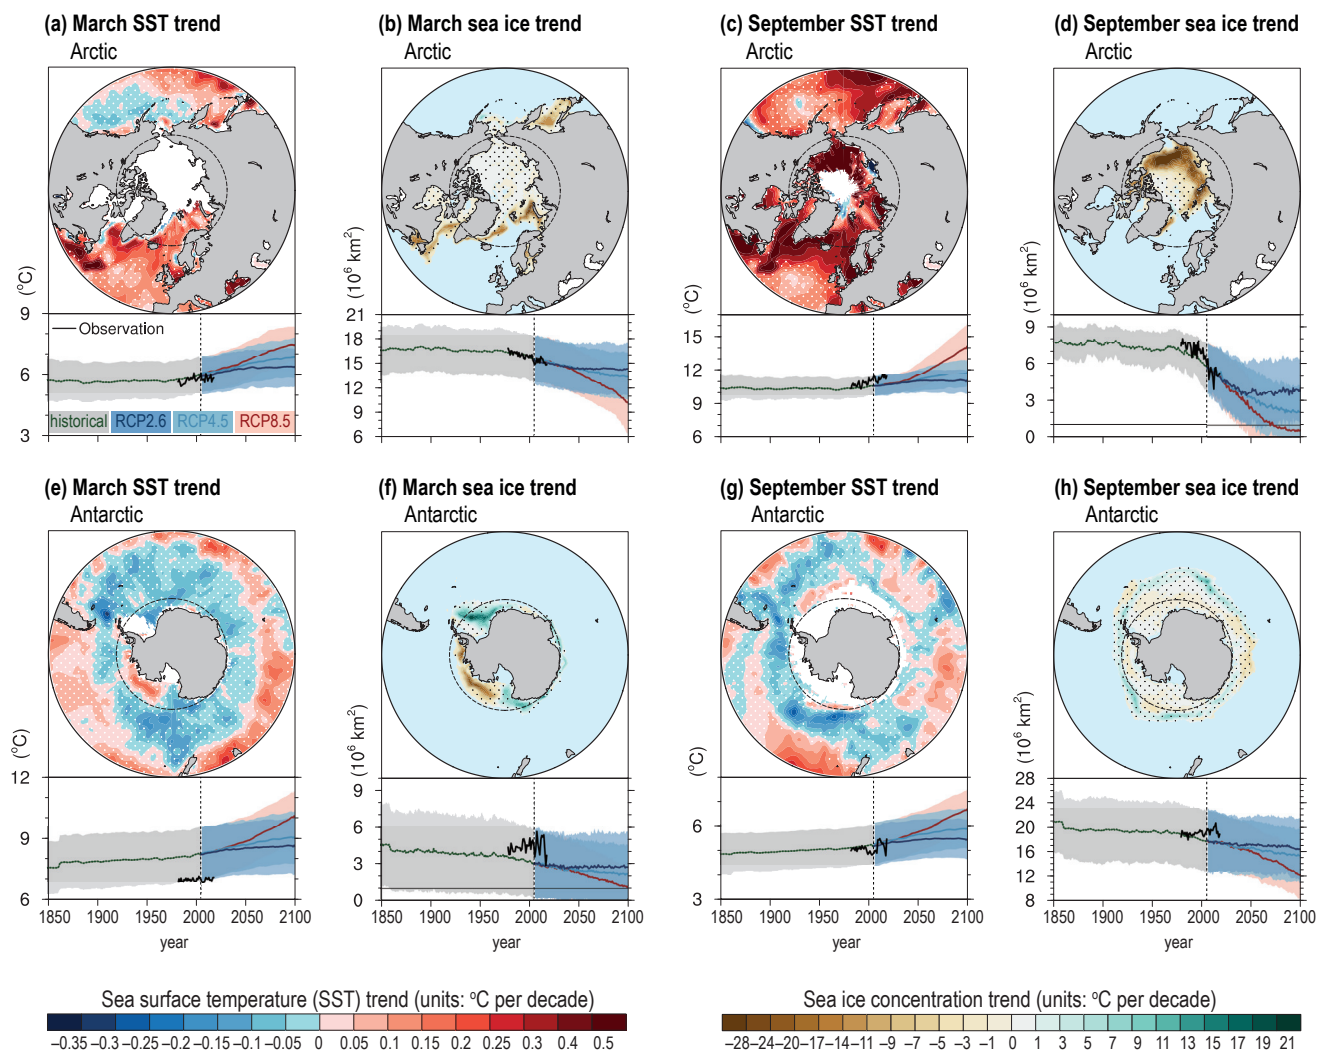 (a) March SST trend
Arctic
(b) March sea ice trend
Arctic
(c) September SST trend
Arctic
(d) September sea ice trend
Arctic
(°C)
9
6
3
Observation
historical RCP2.6 RCP4.5 RCP8.5
(10⁶ km²)
21
18
15
12
9
6
(°C)
15
12
9
6
(10⁶ km²)
9
6
3
0
(e) March SST trend
Antarctic
(f) March sea ice trend
Antarctic
(g) September SST trend
Antarctic
(h) September sea ice trend
Antarctic
(°C)
12
9
6
1850 1900 1950 2000 2050 2100
year
(10⁶ km²)
9
6
3
0
1850 1900 1950 2000 2050 2100
year
(°C)
6
3
1850 1900 1950 2000 2050 2100
year
(10⁶ km²)
28
24
20
16
12
8
1850 1900 1950 2000 2050 2100
year
Sea surface temperature (SST) trend (units: °C per decade)
−0.35 −0.3 −0.25 −0.2 −0.15 −0.1 −0.05 0 0.05 0.1 0.15 0.2 0.25 0.3 0.4 0.5
Sea ice concentration trend (units: °C per decade)
−28 −24 −20 −17 −14 −11 −9 −7 −5 −3 −1 1 3 5 7 9 11 13 15 17 19 21